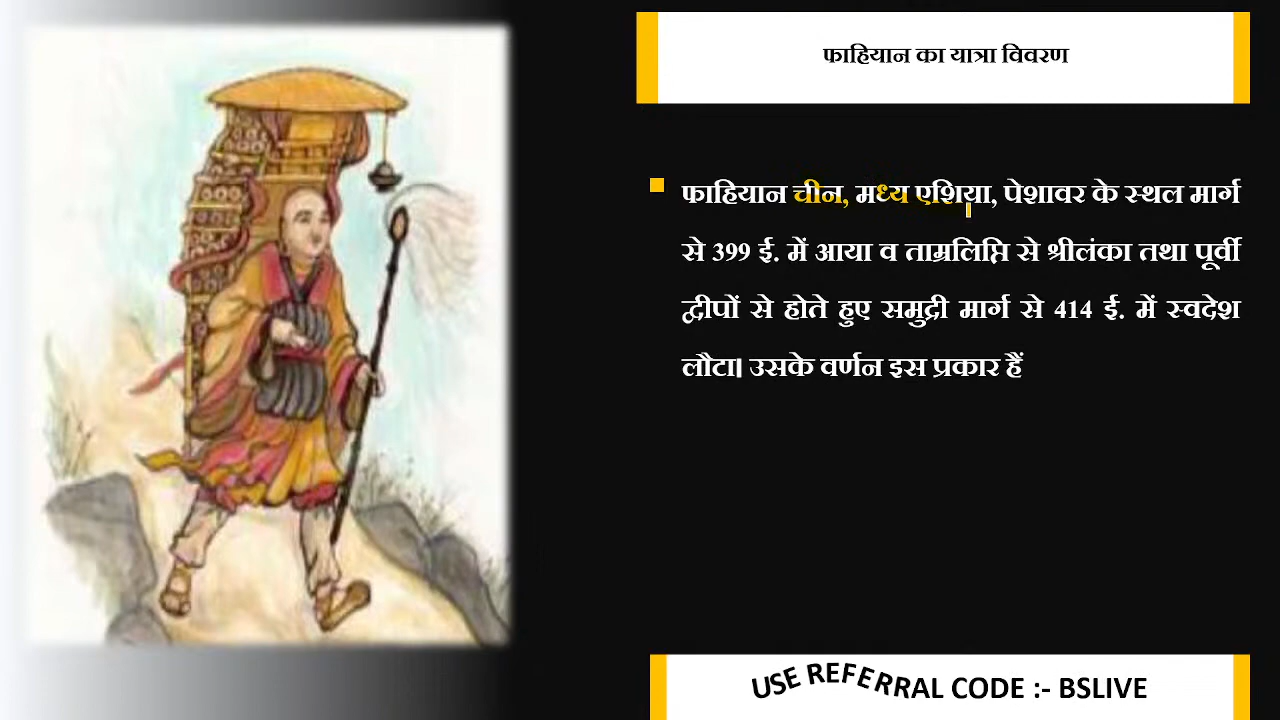 फाहियान का यात्रा विवरण
फाहियान चीन, मध्य एशिया, पेशावर के स्थल मार्ग
से 399 ई. में आया व ताम्रलिप्ति से श्रीलंका तथा पूर्वी
द्वीपों से होते हुए समुद्री मार्ग से 414 ई. में स्वदेश
लौटा। उसके वर्णन इस प्रकार हैं
USE REFERRAL CODE :- BSLIVE